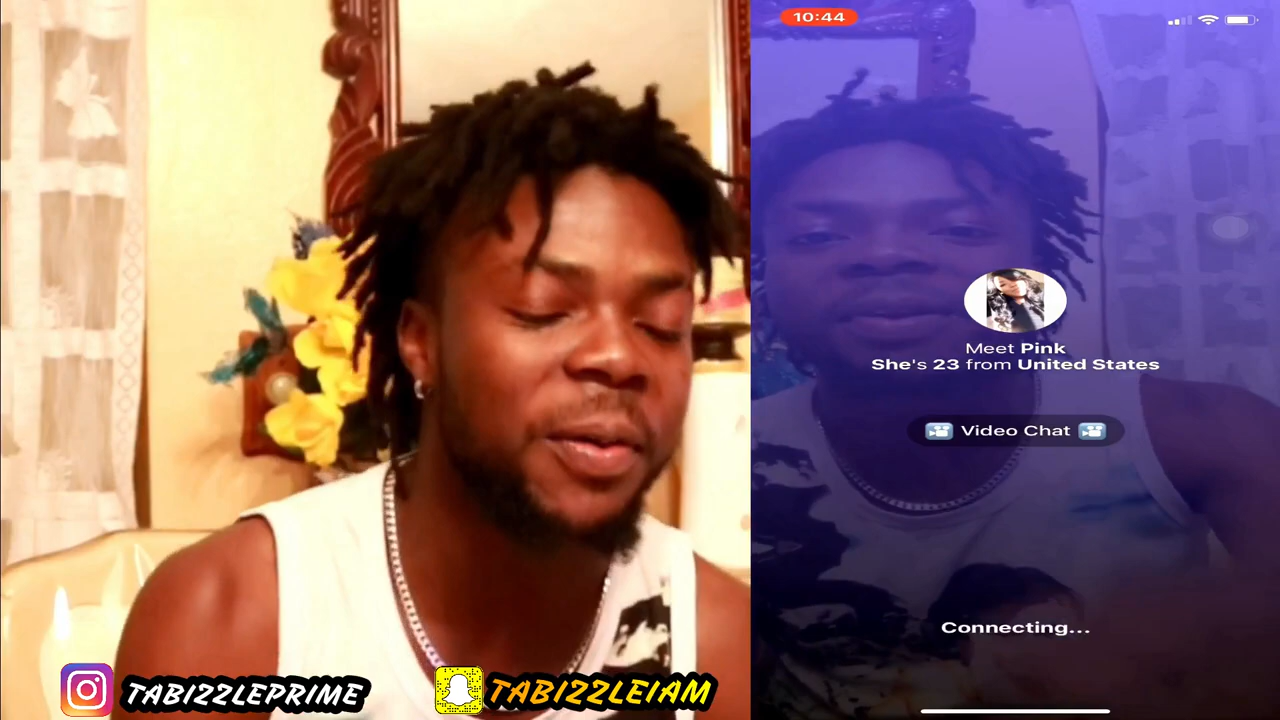 10:44
Meet Pink
She's 23 from United States
Video Chat
Connecting...
TABIZZLEPRIME
TABIZZLEIAM